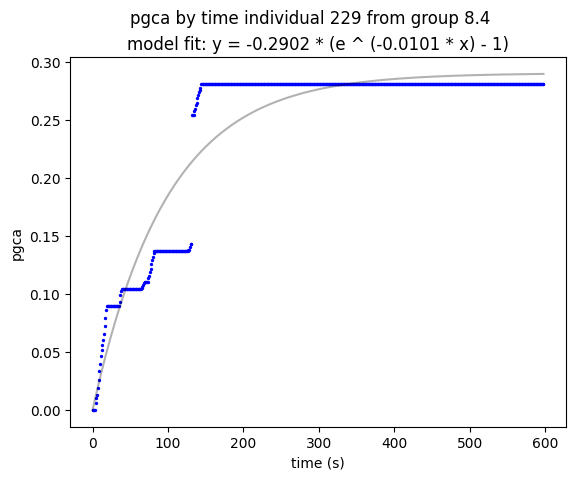 pgca by time individual 229 from group 8.4
model fit: y = -0.2902 * (e ^ (-0.0101 * x) - 1)
0.30
0.25
0.20
0.15
0.10
0.05
0.00
pgca
0 100 200 300 400 500 600
time (s)